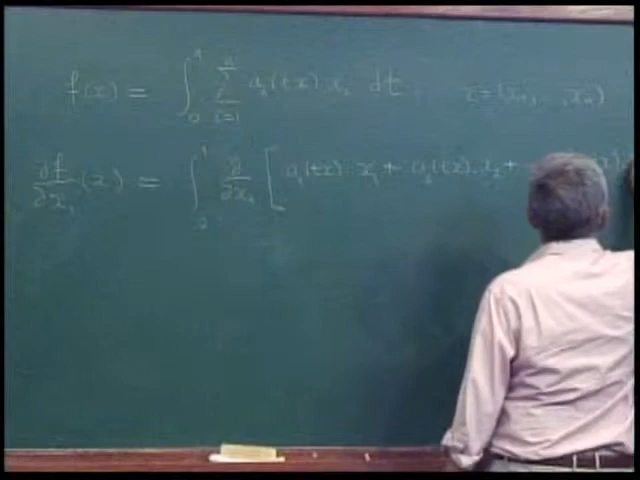 f(x) = ∫₀¹ Σᵢ₌₁ⁿ aᵢ(tx)·xᵢ dt. x=(x₁, ..., xₙ)
∂f/∂x₁ (x) = ∫₀¹ ∂/∂x₁ [ a₁(tx)·x₁ + a₂(tx)·x₂ +